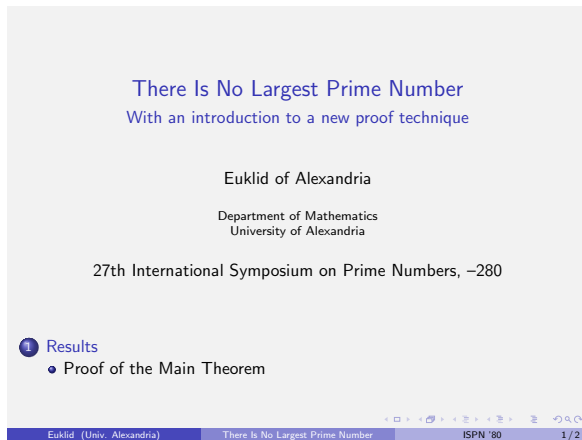 There Is No Largest Prime Number
With an introduction to a new proof technique
Euklid of Alexandria
Department of Mathematics
University of Alexandria
27th International Symposium on Prime Numbers, –280
1 Results
Proof of the Main Theorem
Euklid (Univ. Alexandria) There Is No Largest Prime Number ISPN ’80 1 / 2